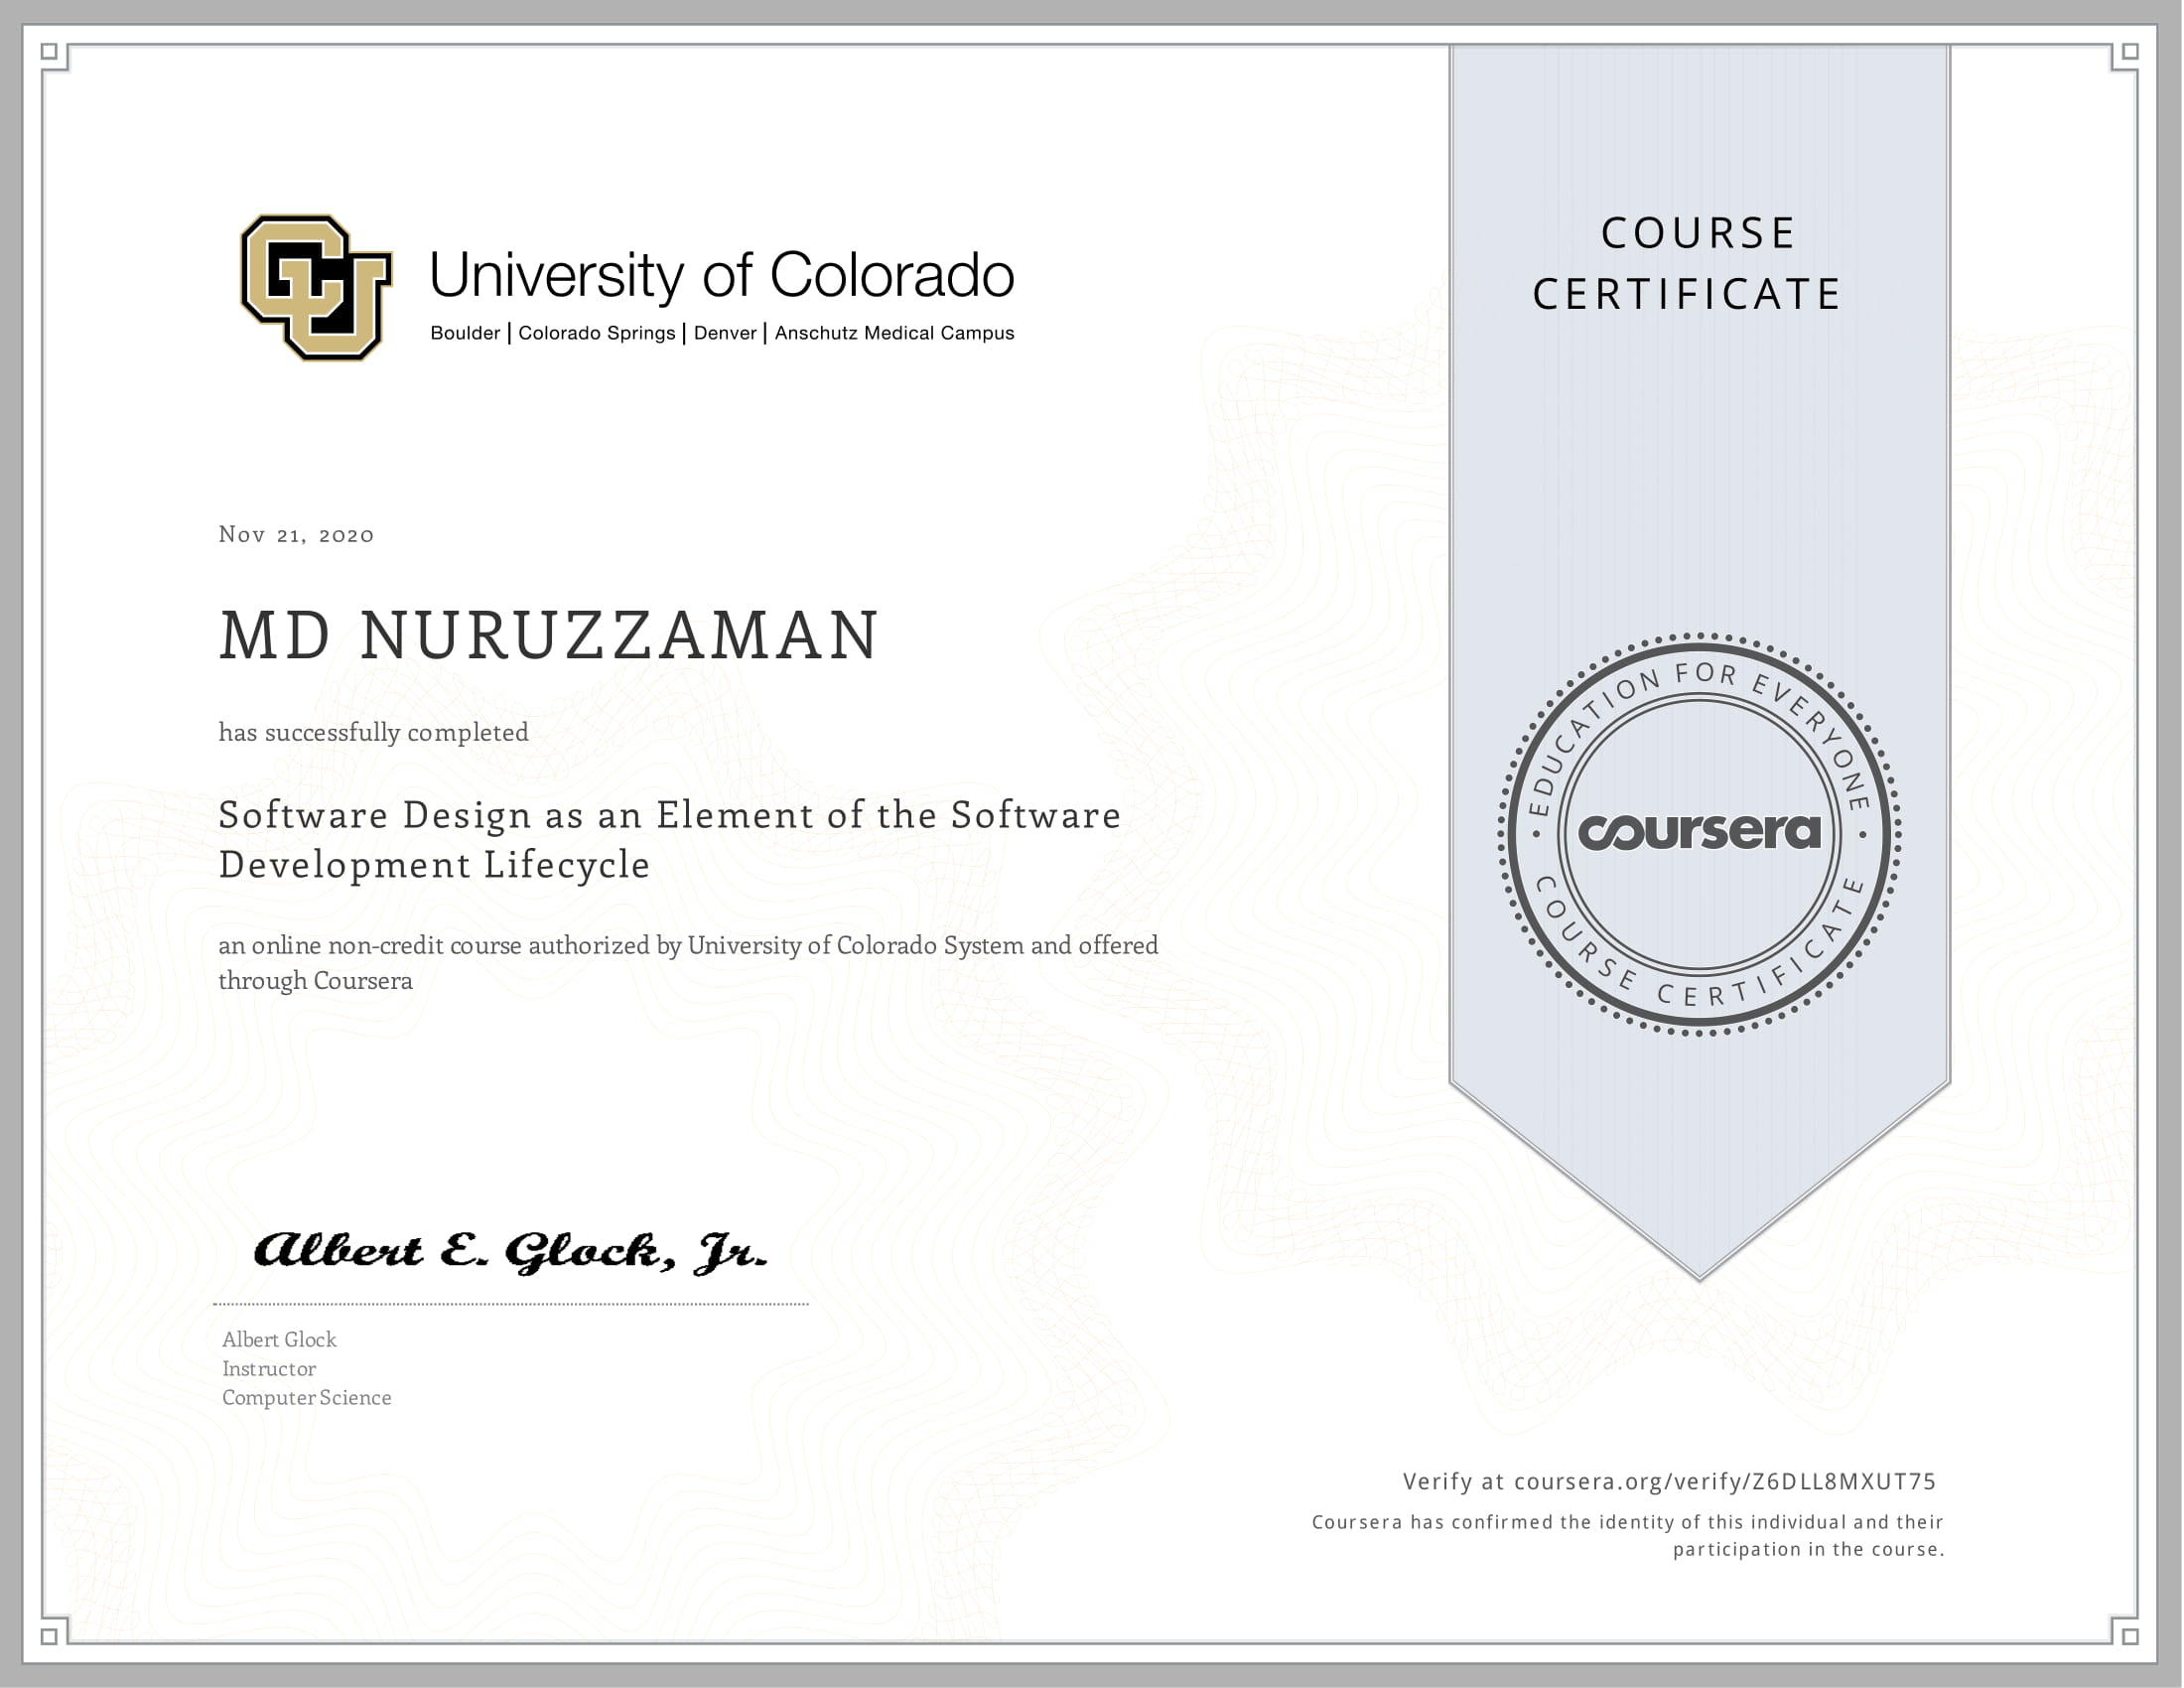 CU
University of Colorado
Boulder | Colorado Springs | Denver | Anschutz Medical Campus
COURSE
CERTIFICATE
Nov 21, 2020
MD NURUZZAMAN
has successfully completed
Software Design as an Element of the Software
Development Lifecycle
an online non-credit course authorized by University of Colorado System and offered
through Coursera
• EDUCATION FOR EVERYONE •
coursera
COURSE CERTIFICATE
Albert E. Glock, Jr.
Albert Glock
Instructor
Computer Science
Verify at coursera.org/verify/Z6DLL8MXUT75
Coursera has confirmed the identity of this individual and their
participation in the course.